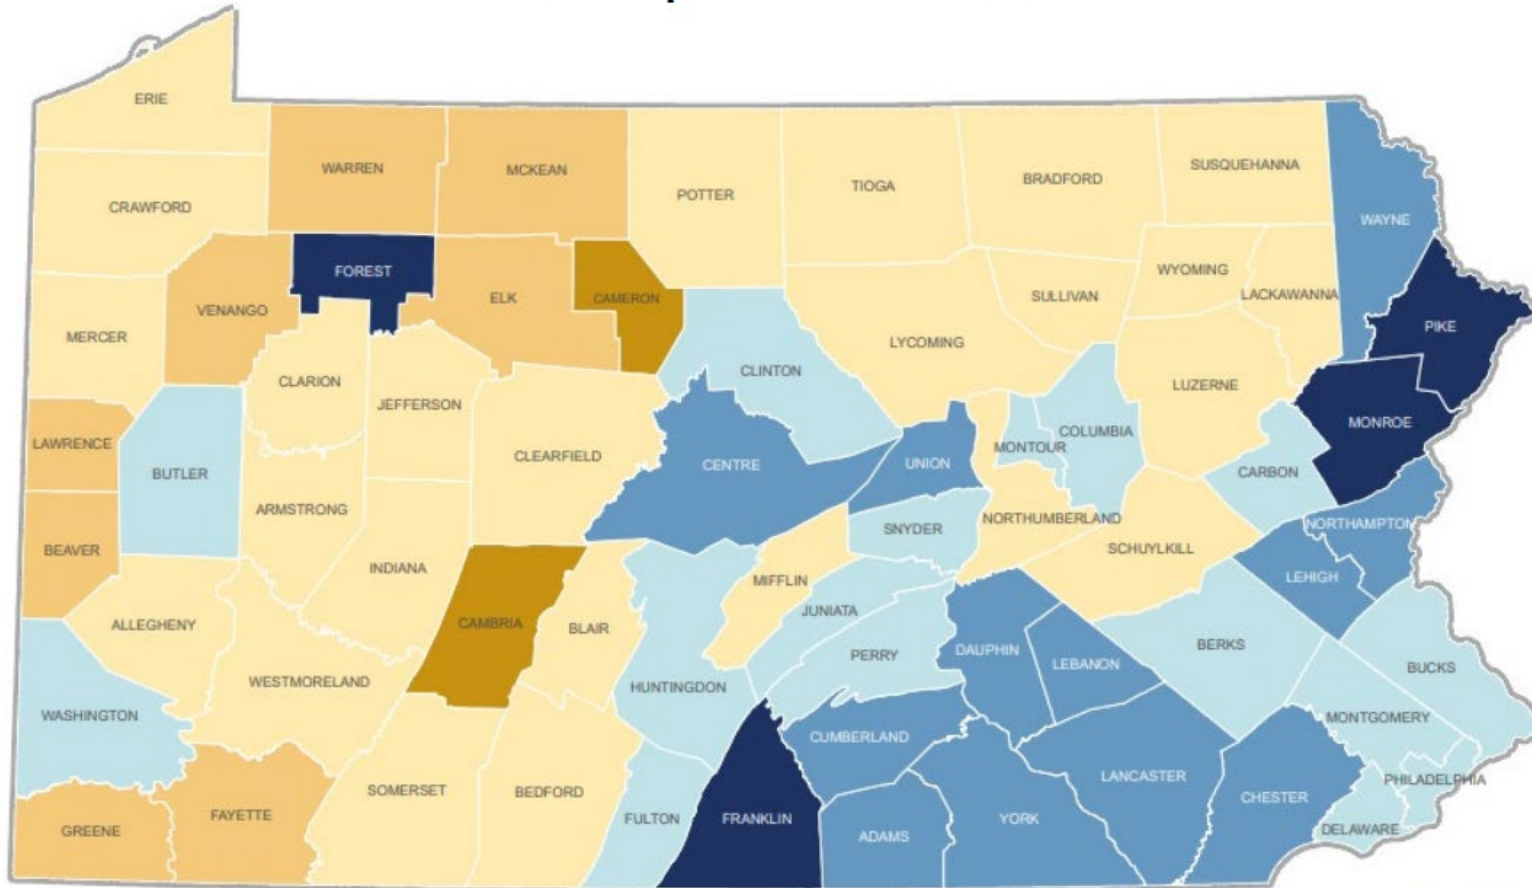 ERIE
WARREN
MCKEAN
POTTER
TIOGA
BRADFORD
SUSQUEHANNA
WAYNE
CRAWFORD
FOREST
VENANGO
ELK
CAMERON
SULLIVAN
WYOMING
LACKAWANNA
PIKE
MERCER
CLARION
JEFFERSON
CLINTON
LYCOMING
LUZERNE
MONROE
LAWRENCE
BUTLER
CLEARFIELD
CENTRE
UNION
MONTOUR
COLUMBIA
CARBON
ARMSTRONG
BEAVER
INDIANA
SNYDER
NORTHUMBERLAND
SCHUYLKILL
NORTHAMPTON
LEHIGH
ALLEGHENY
CAMBRIA
BLAIR
MIFFLIN
JUNIATA
PERRY
DAUPHIN
LEBANON
BERKS
BUCKS
WESTMORELAND
HUNTINGDON
WASHINGTON
CUMBERLAND
MONTGOMERY
LANCASTER
PHILADELPHIA
SOMERSET
BEDFORD
FULTON
FRANKLIN
ADAMS
YORK
CHESTER
DELAWARE
GREENE
FAYETTE